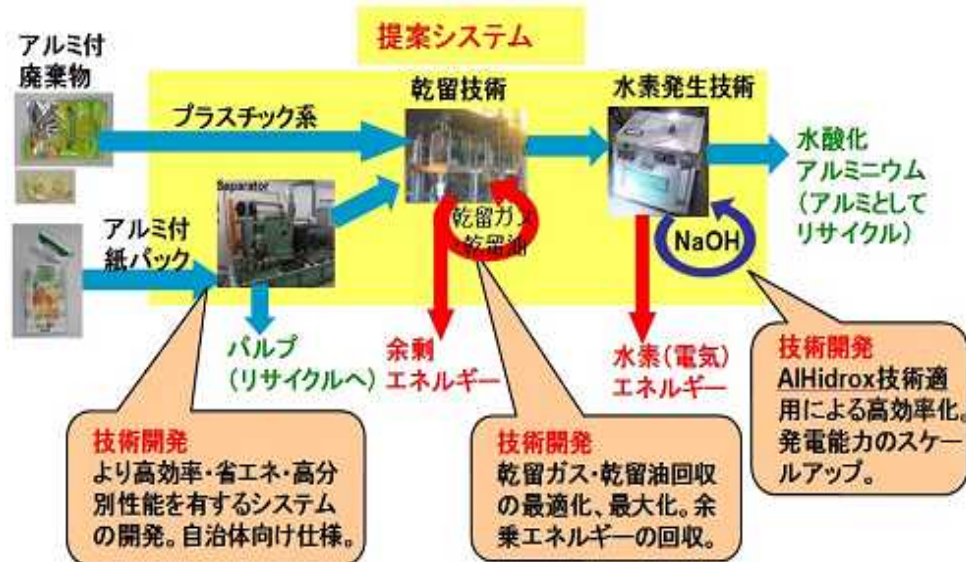 提案システム
アルミ付
廃棄物
乾留技術
水素発生技術
プラスチック系
水酸化
アルミニウム
(アルミとして
リサイクル)
Separator
乾留ガス
・乾留油
NaOH
アルミ付
紙パック
パルプ
(リサイクルへ)
余剰
エネルギー
水素(電気)
エネルギー
技術開発
AlHidrox技術適
用による高効率化。
発電能力のスケー
ルアップ。
技術開発
より高効率・省エネ・高分
別性能を有するシステム
の開発。自治体向け仕様。
技術開発
乾留ガス・乾留油回収
の最適化、最大化。余
乗エネルギーの回収。